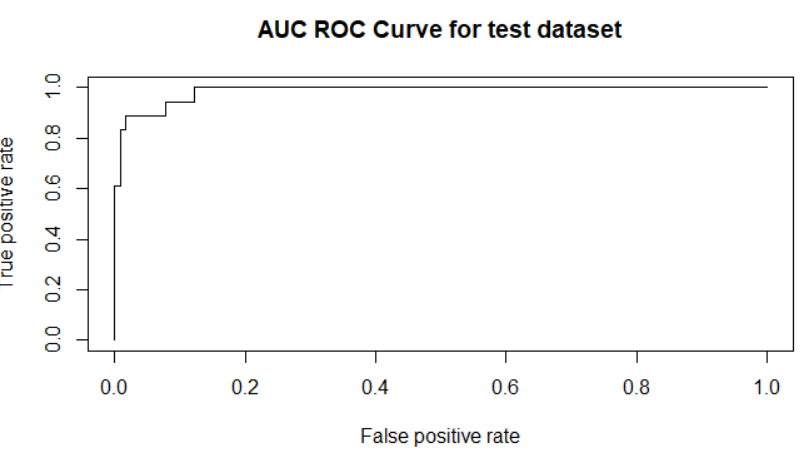 AUC ROC Curve for test dataset
True positive rate
1.0
0.8
0.6
0.4
0.2
0.0
0.0 0.2 0.4 0.6 0.8 1.0
False positive rate